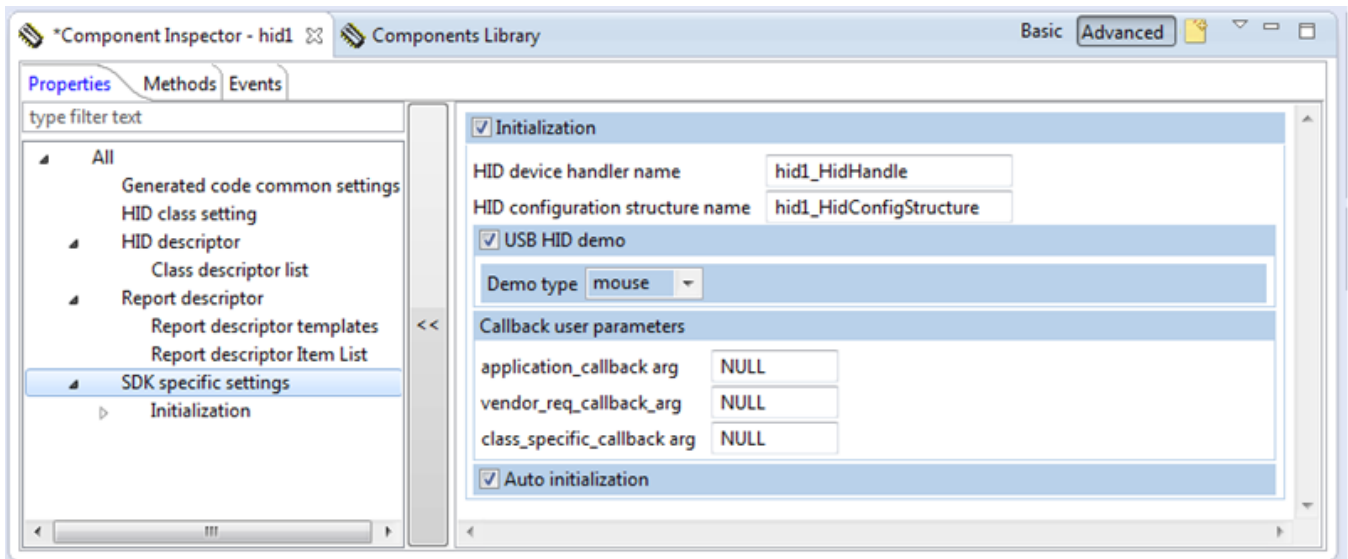 *Component Inspector - hid1
Components Library
Basic Advanced
Properties Methods Events
type filter text
All
Generated code common settings
HID class setting
HID descriptor
Class descriptor list
Report descriptor
Report descriptor templates
Report descriptor Item List
SDK specific settings
Initialization
<<
Initialization
HID device handler name hid1_HidHandle
HID configuration structure name hid1_HidConfigStructure
USB HID demo
Demo type mouse
Callback user parameters
application_callback arg NULL
vendor_req_callback_arg NULL
class_specific_callback arg NULL
Auto initialization